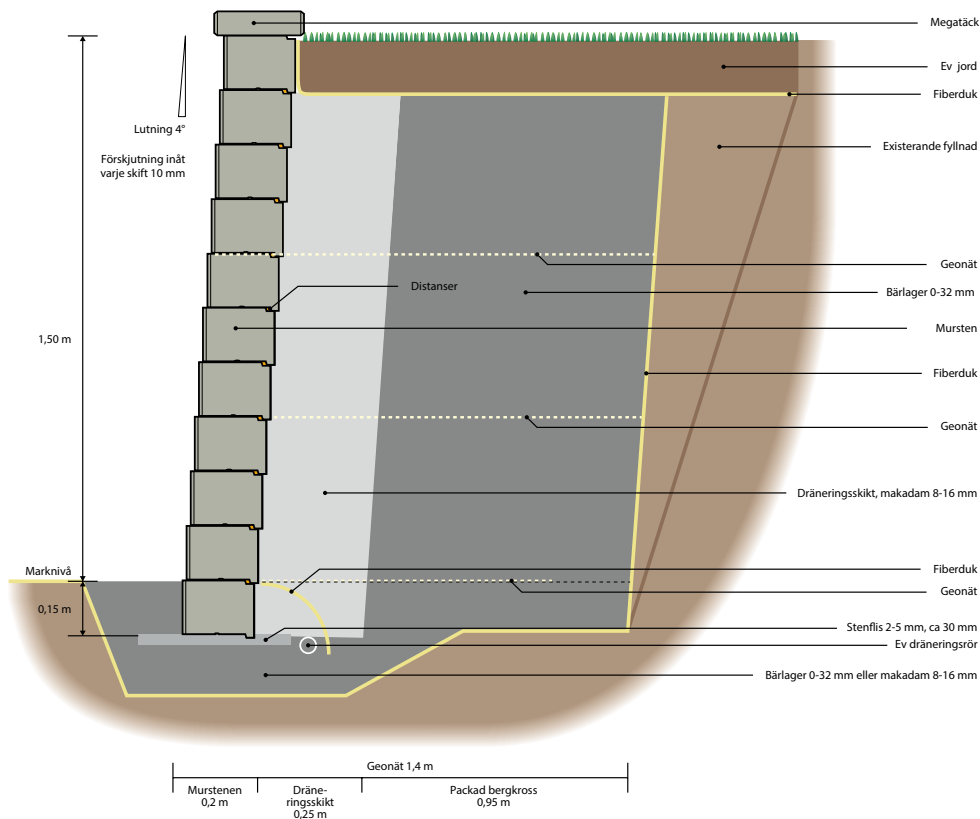 Megatäck
Ev jord
Fiberduk
Lutning 4°
Förskjutning inåt
varje skift 10 mm
Existerande fyllnad
Geonät
Distanser
Bärlager 0-32 mm
1,50 m
Mursten
Fiberduk
Geonät
Dräneringsskikt, makadam 8-16 mm
Marknivå
Fiberduk
Geonät
0,15 m
Stenflis 2-5 mm, ca 30 mm
Ev dräneringsrör
Bärlager 0-32 mm eller makadam 8-16 mm
Geonät 1,4 m
Murstenen
0,2 m
Dräne-
ringsskikt
0,25 m
Packad bergkross
0,95 m